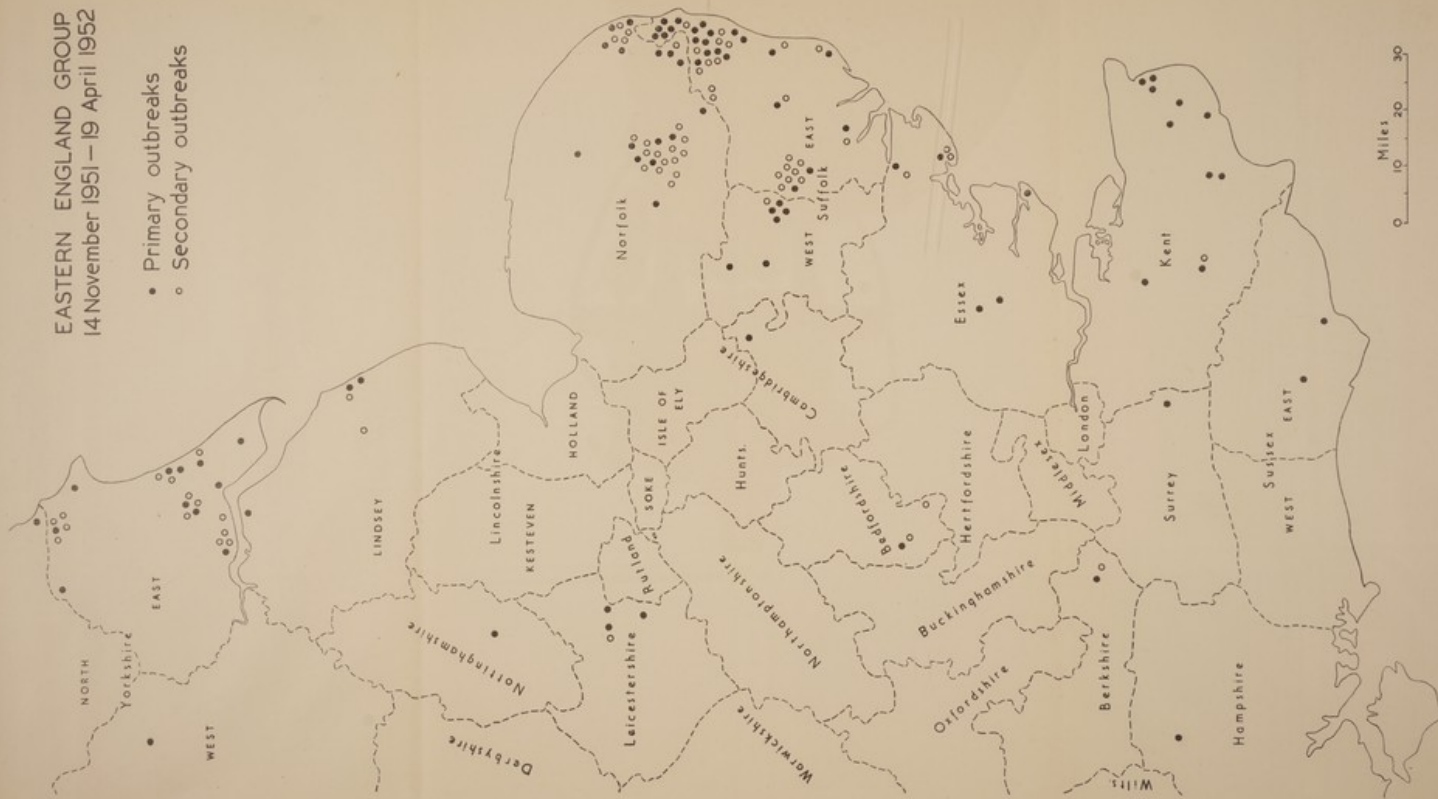 EASTERN ENGLAND GROUP
14 November 1951 – 19 April 1952
• Primary outbreaks
○ Secondary outbreaks
NORTH
Yorkshire
EAST
WEST
LINDSEY
Lincolnshire
KESTEVEN
HOLLAND
Nottinghamshire
Derbyshire
Leicestershire
Rutland
SOKE
ISLE OF
ELY
Norfolk
Hunts.
Cambridgeshire
Northamptonshire
Warwickshire
WEST
Suffolk
EAST
Bedfordshire
Buckinghamshire
Oxfordshire
Hertfordshire
Essex
Middlesex
London
Berkshire
Wilts.
Surrey
Kent
Hampshire
WEST
Sussex
EAST
Miles
0 10 20 30